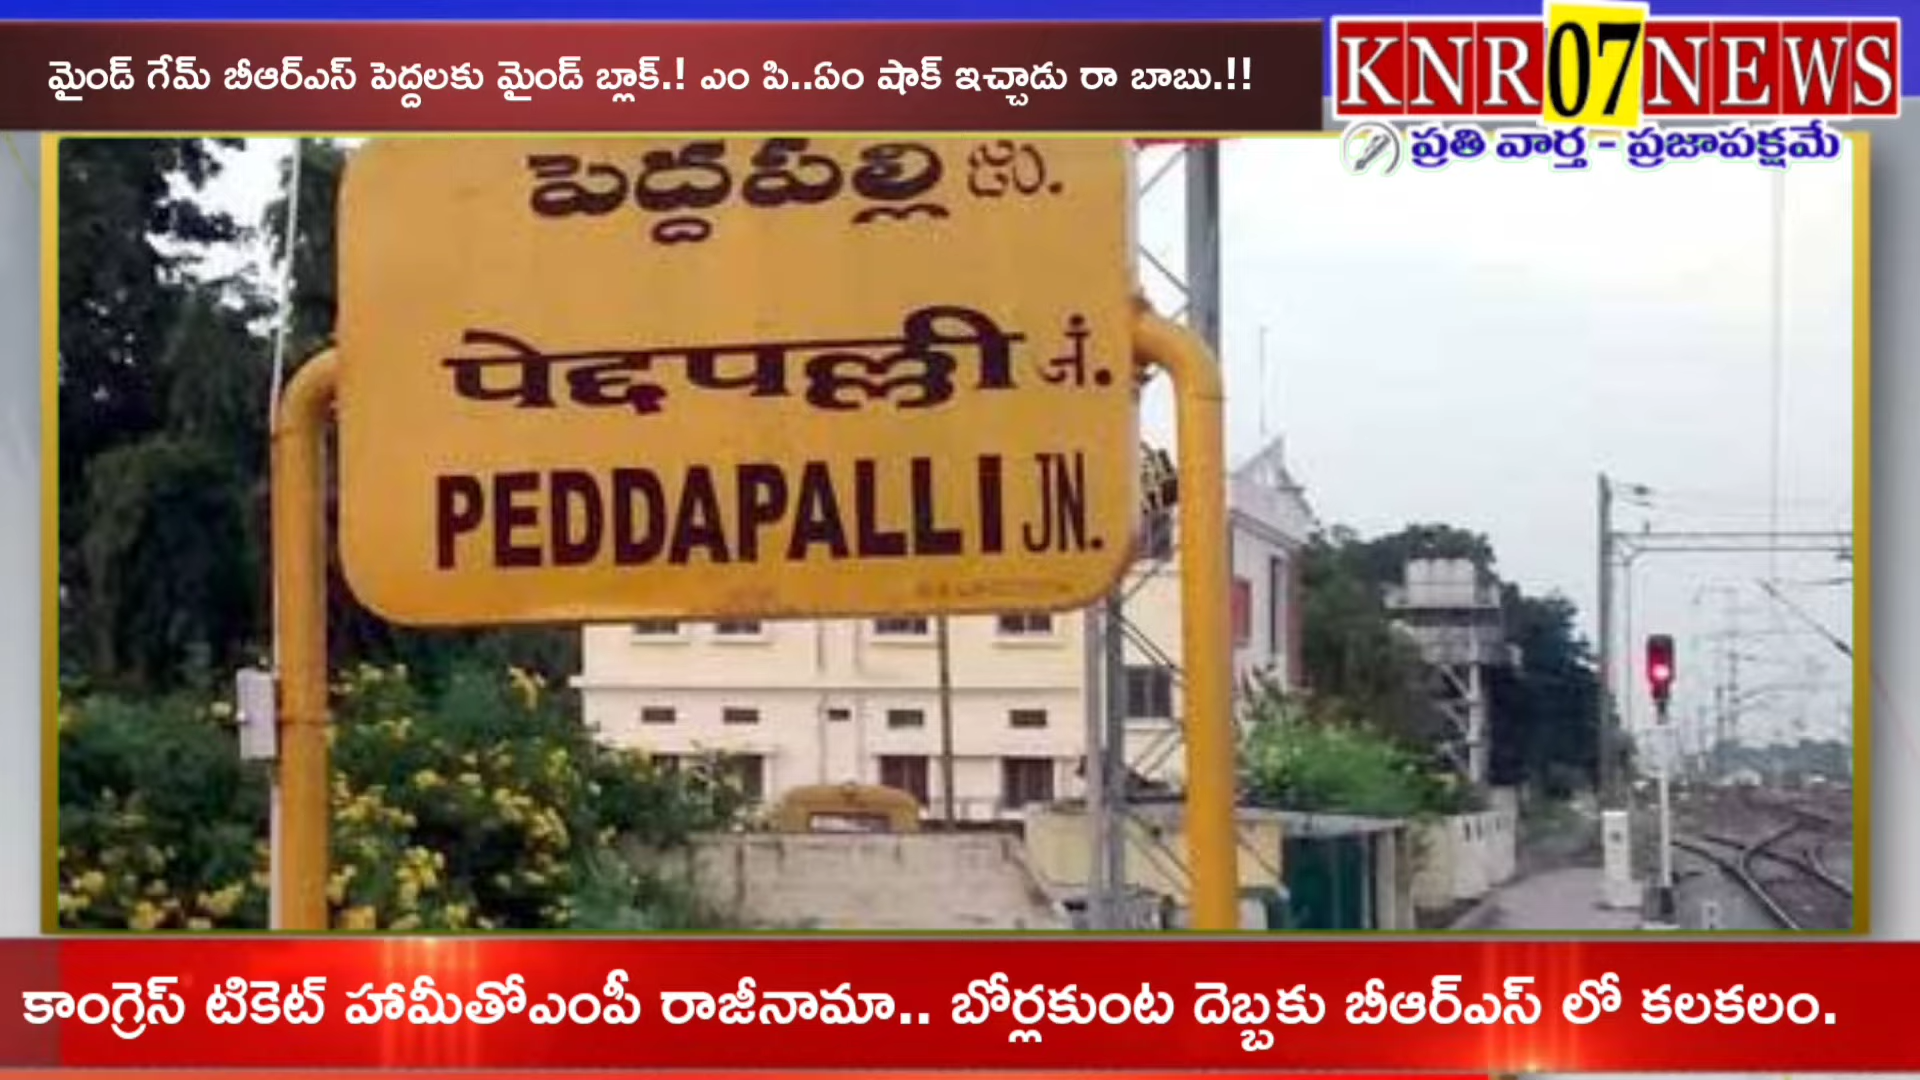 మైండ్ గేమ్ బీఆర్ఎస్ పెద్దలకు మైండ్ బ్లాక్.! ఎం పి..ఏం షాక్ ఇచ్చాడు రా బాబు.!!
KNR07NEWS
ప్రతి వార్త - ప్రజాపక్షమే
పెద్దపల్లి జం.
पेद्दपल्ली जं.
PEDDAPALLI JN.
కాంగ్రెస్ టికెట్ హామీతోఎంపీ రాజీనామా.. బోర్లకుంట దెబ్బకు బీఆర్ఎస్ లో కలకలం.